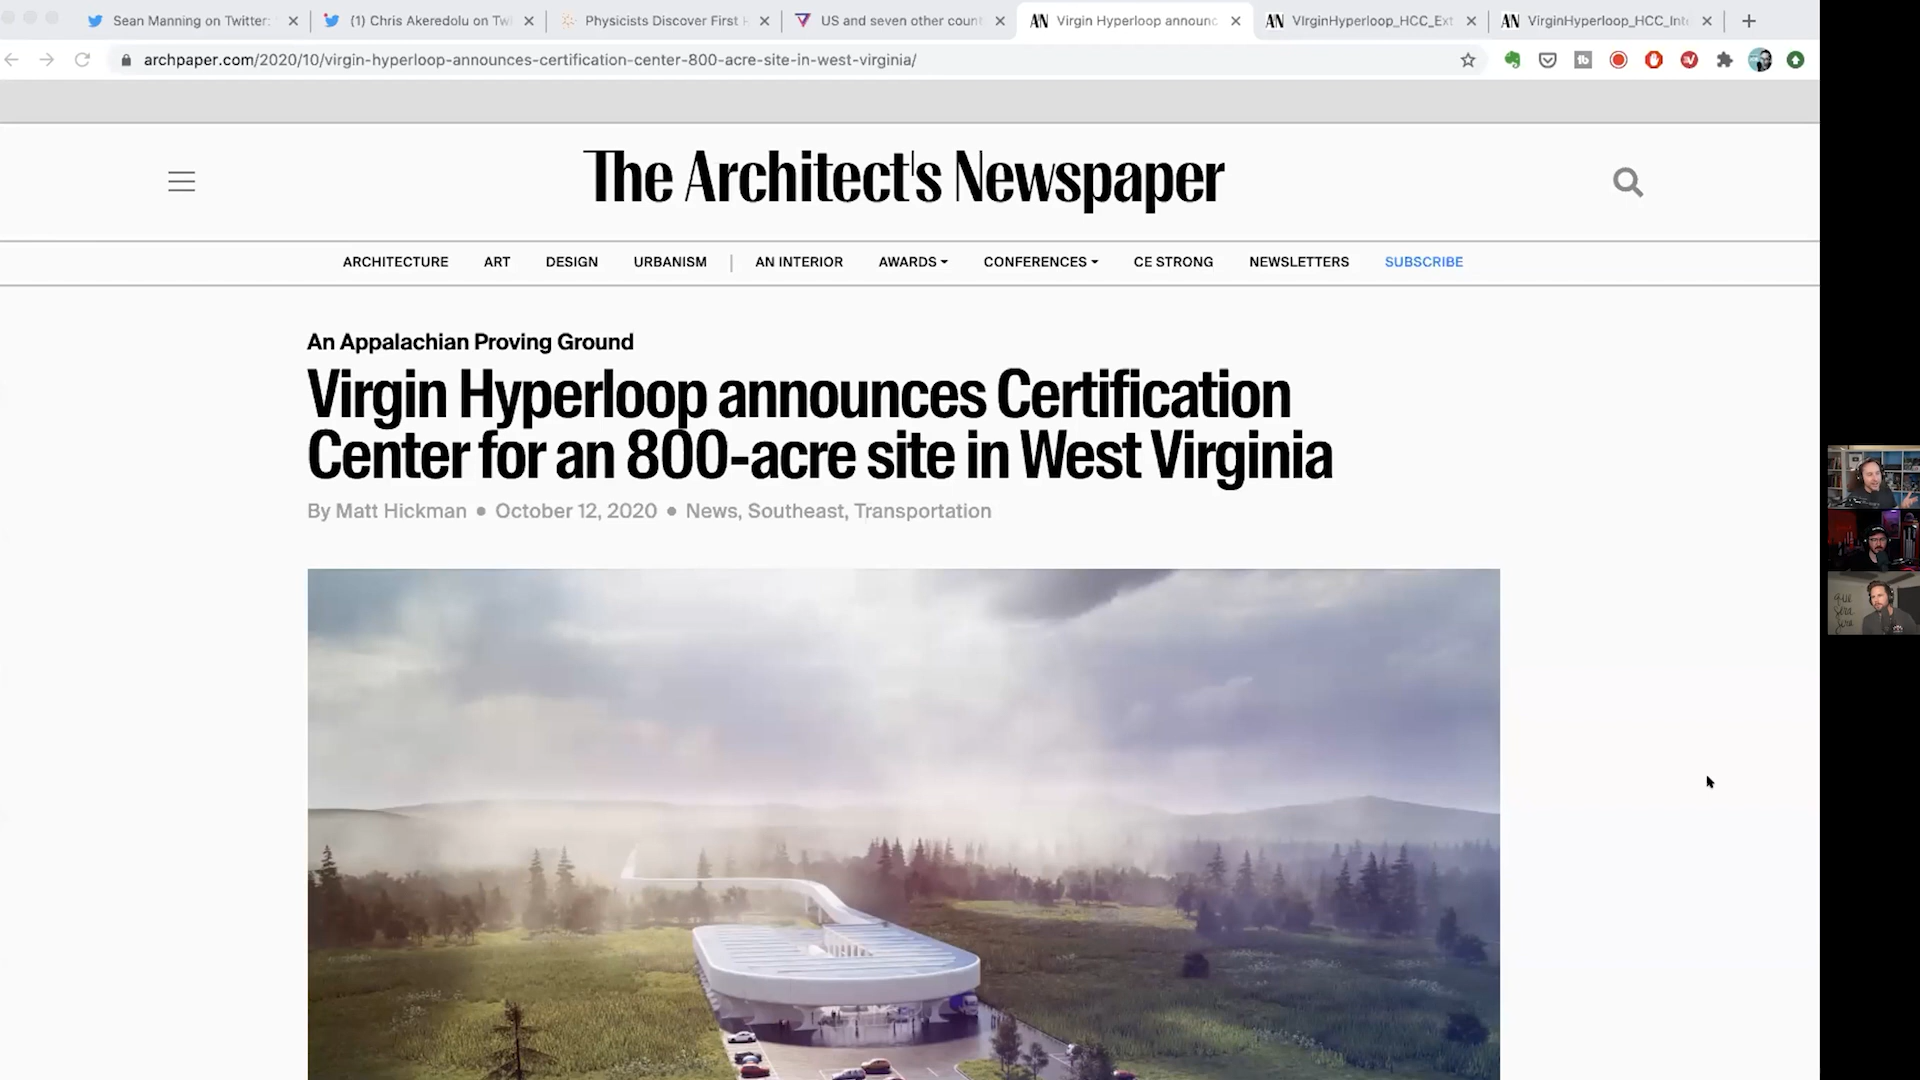 Sean Manning on Twitter:
(1) Chris Akeredolu on Twi
Physicists Discover First H
US and seven other count
Virgin Hyperloop announc
VirginHyperloop_HCC_Ext
VirginHyperloop_HCC_Inte
archpaper.com/2020/10/virgin-hyperloop-announces-certification-center-800-acre-site-in-west-virginia/
The Architect's Newspaper
ARCHITECTURE ART DESIGN URBANISM | AN INTERIOR AWARDS CONFERENCES CE STRONG NEWSLETTERS SUBSCRIBE
An Appalachian Proving Ground
Virgin Hyperloop announces Certification
Center for an 800-acre site in West Virginia
By Matt Hickman • October 12, 2020 • News, Southeast, Transportation